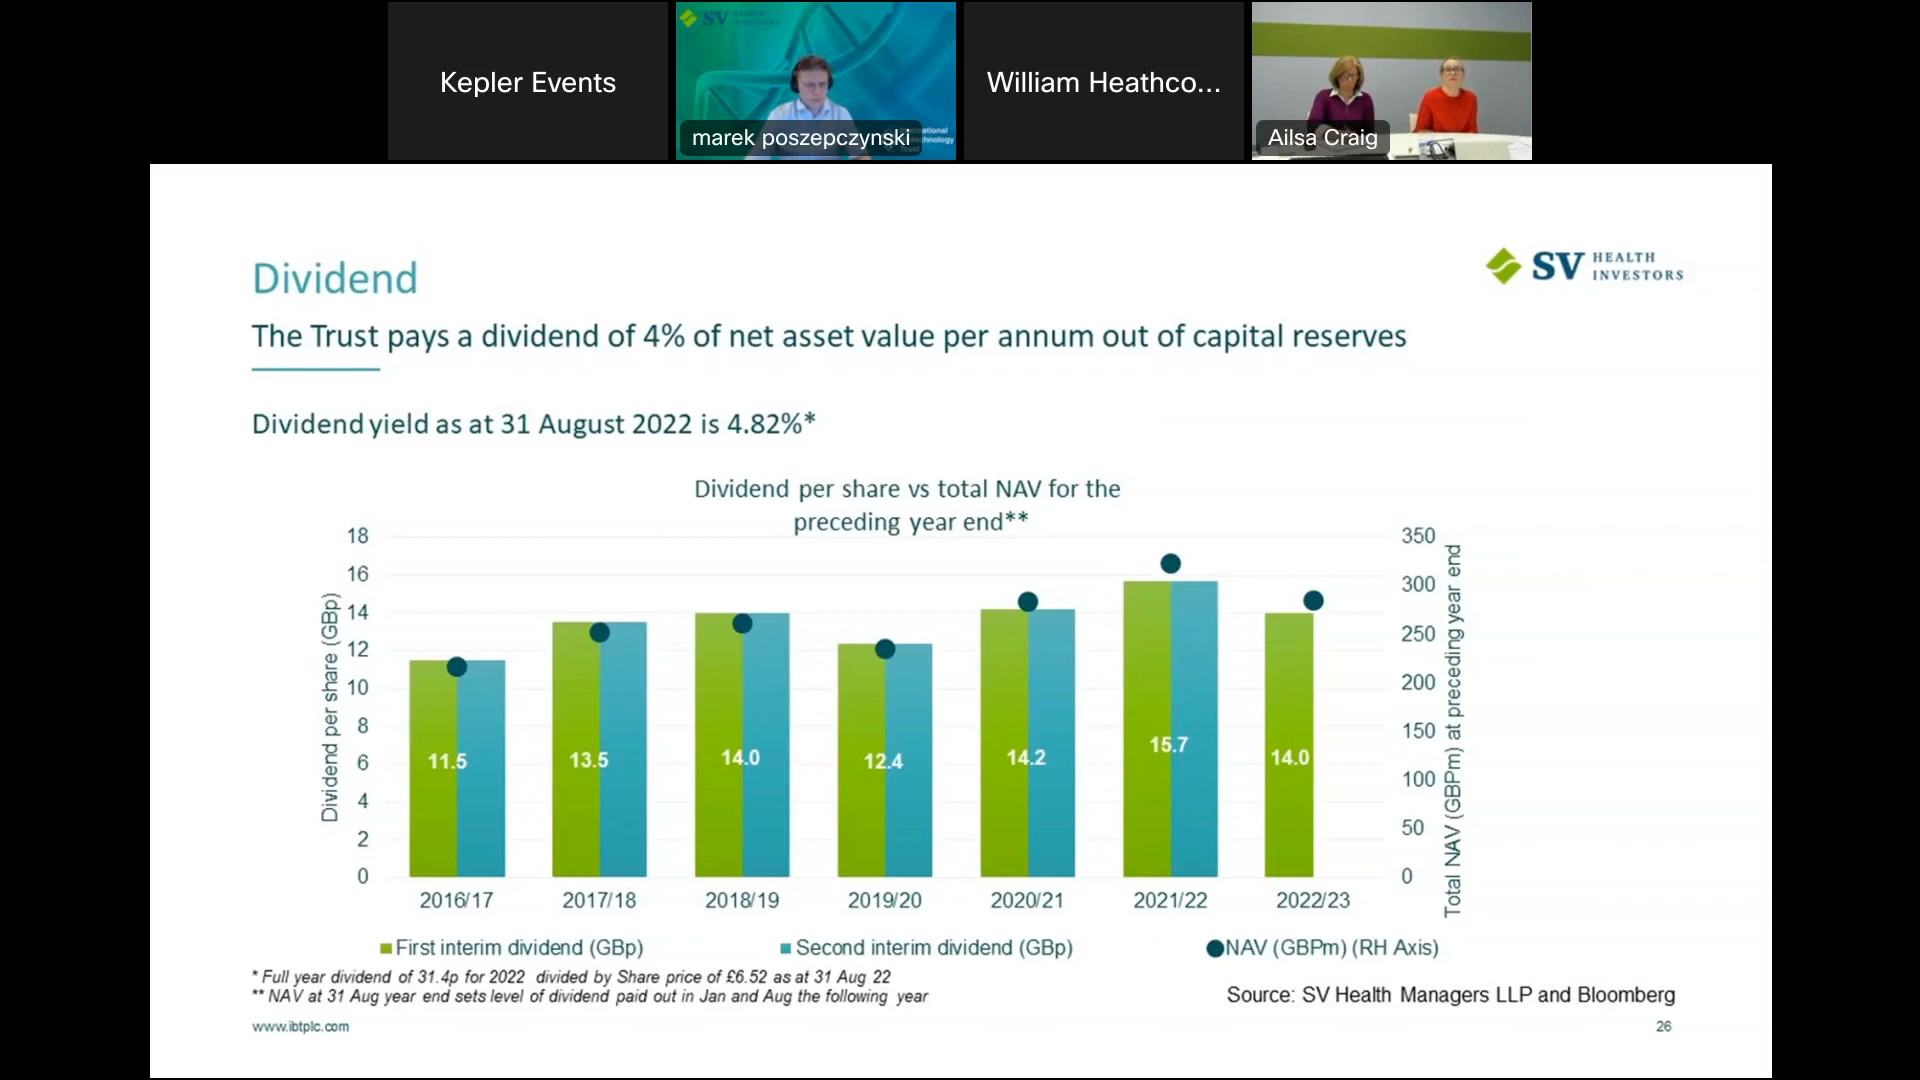 Kepler Events
SV HEALTH INVESTORS
marek poszepczynski
William Heathco...
Ailsa Craig
Dividend
SV HEALTH
INVESTORS
The Trust pays a dividend of 4% of net asset value per annum out of capital reserves
Dividend yield as at 31 August 2022 is 4.82%*
Dividend per share vs total NAV for the
preceding year end**
Dividend per share (GBp)
18
16
14
12
10
8
6
4
2
0
11.5
13.5
14.0
12.4
14.2
15.7
14.0
350
300
250
200
150
100
50
0
Total NAV (GBPm) at preceding year end
2016/17 2017/18 2018/19 2019/20 2020/21 2021/22 2022/23
First interim dividend (GBp) Second interim dividend (GBp) NAV (GBPm) (RH Axis)
* Full year dividend of 31.4p for 2022 divided by Share price of £6.52 as at 31 Aug 22
** NAV at 31 Aug year end sets level of dividend paid out in Jan and Aug the following year
Source: SV Health Managers LLP and Bloomberg
www.ibtplc.com
26